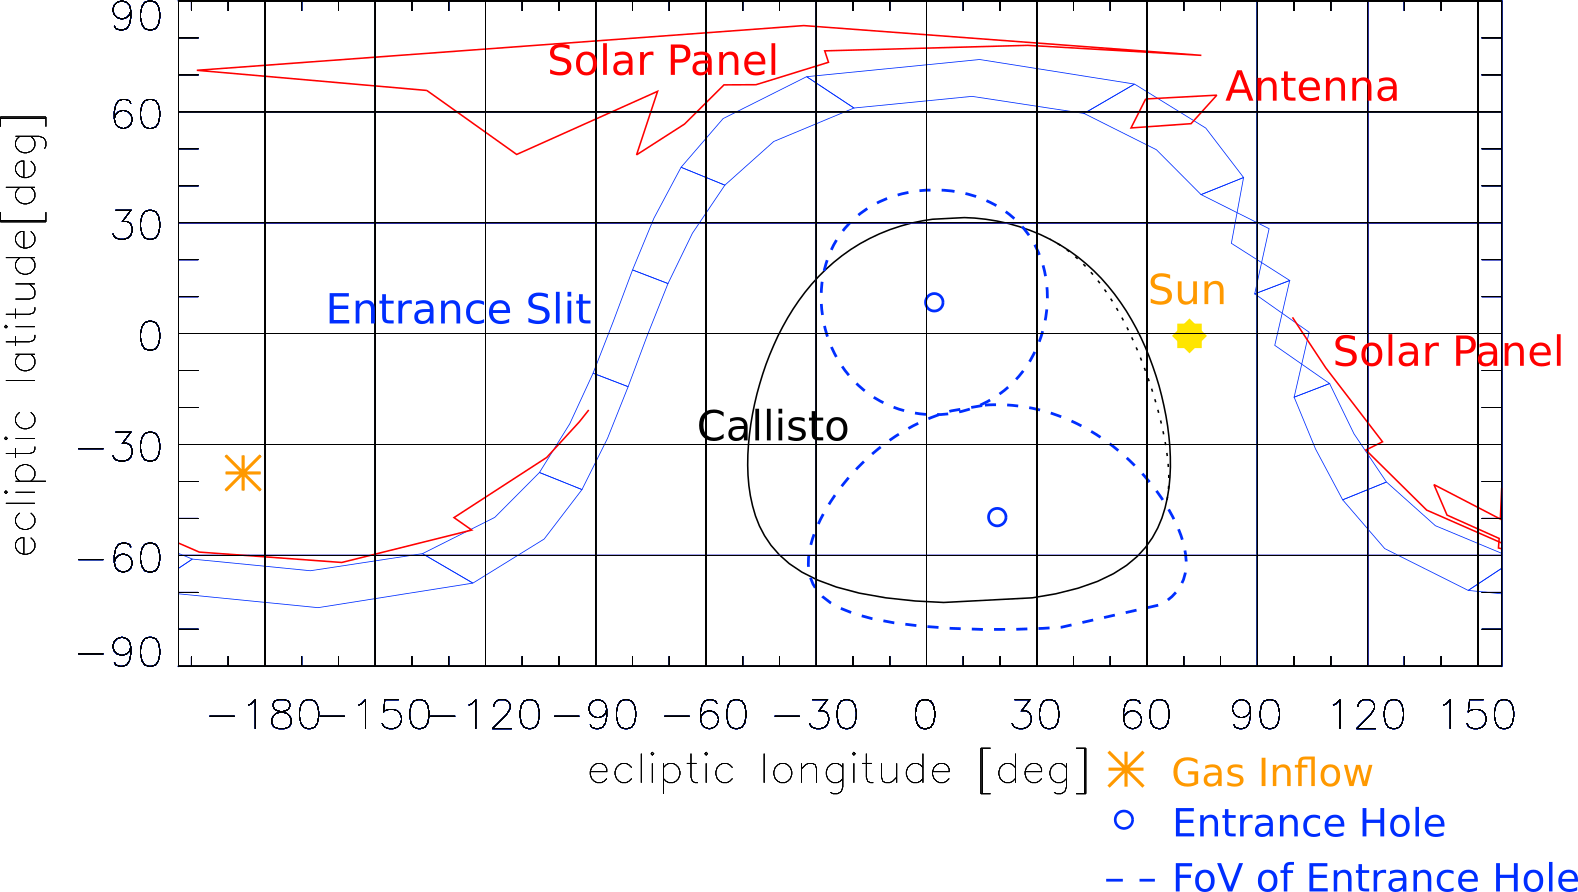 90
60
30
0
−30
−60
−90
ecliptic latitude[deg]
Solar Panel
Antenna
Entrance Slit
Sun
Solar Panel
Callisto
−180 −150 −120 −90 −60 −30 0 30 60 90 120 150
ecliptic longitude [deg]
Gas Inflow
Entrance Hole
FoV of Entrance Hole